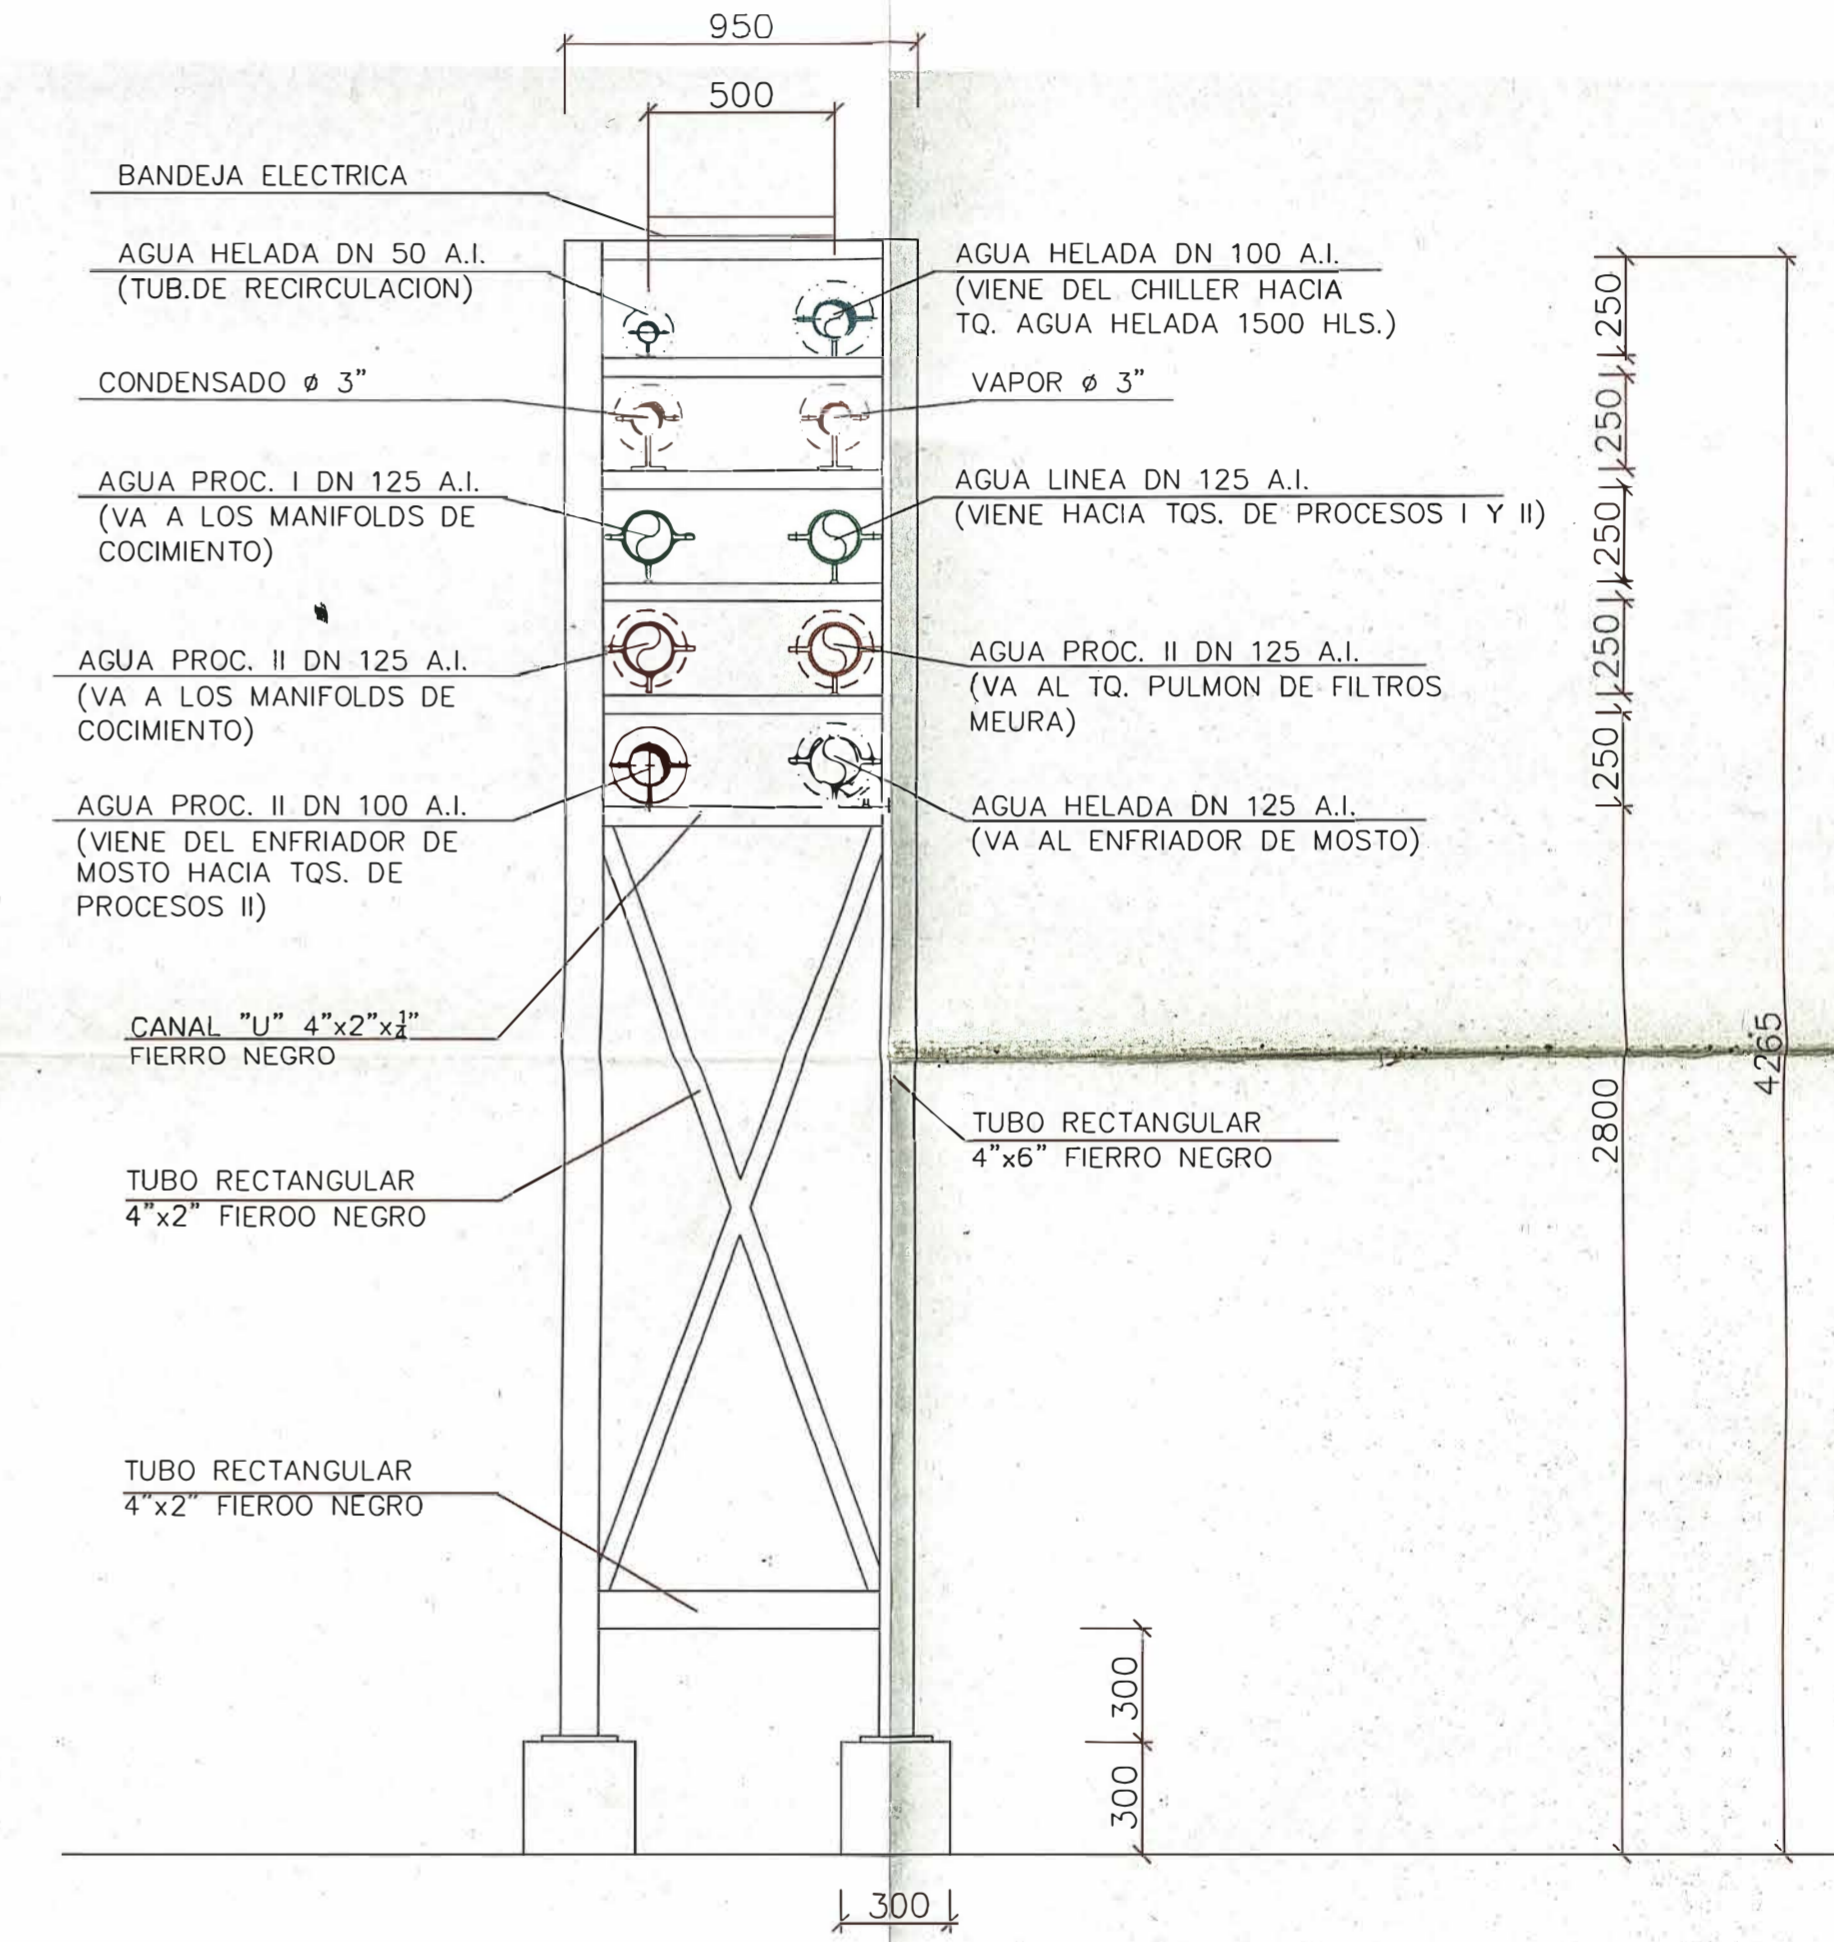 950
500
BANDEJA ELECTRICA
AGUA HELADA DN 50 A.I.
(TUB.DE RECIRCULACION)
AGUA HELADA DN 100 A.I.
(VIENE DEL CHILLER HACIA
TQ. AGUA HELADA 1500 HLS.)
CONDENSADO ø 3"
VAPOR ø 3"
AGUA PROC. I DN 125 A.I.
(VA A LOS MANIFOLDS DE
COCIMIENTO)
AGUA LINEA DN 125 A.I.
(VIENE HACIA TQS. DE PROCESOS I Y II)
AGUA PROC. II DN 125 A.I.
(VA A LOS MANIFOLDS DE
COCIMIENTO)
AGUA PROC. II DN 125 A.I.
(VA AL TQ. PULMON DE FILTROS
MEURA)
AGUA PROC. II DN 100 A.I.
(VIENE DEL ENFRIADOR DE
MOSTO HACIA TQS. DE
PROCESOS II)
AGUA HELADA DN 125 A.I.
(VA AL ENFRIADOR DE MOSTO)
CANAL "U" 4"x2"x1/4"
FIERRO NEGRO
TUBO RECTANGULAR
4"x6" FIERRO NEGRO
TUBO RECTANGULAR
4"x2" FIEROO NEGRO
TUBO RECTANGULAR
4"x2" FIEROO NEGRO
250
250
250
250
250
2800
4265
300
300
300